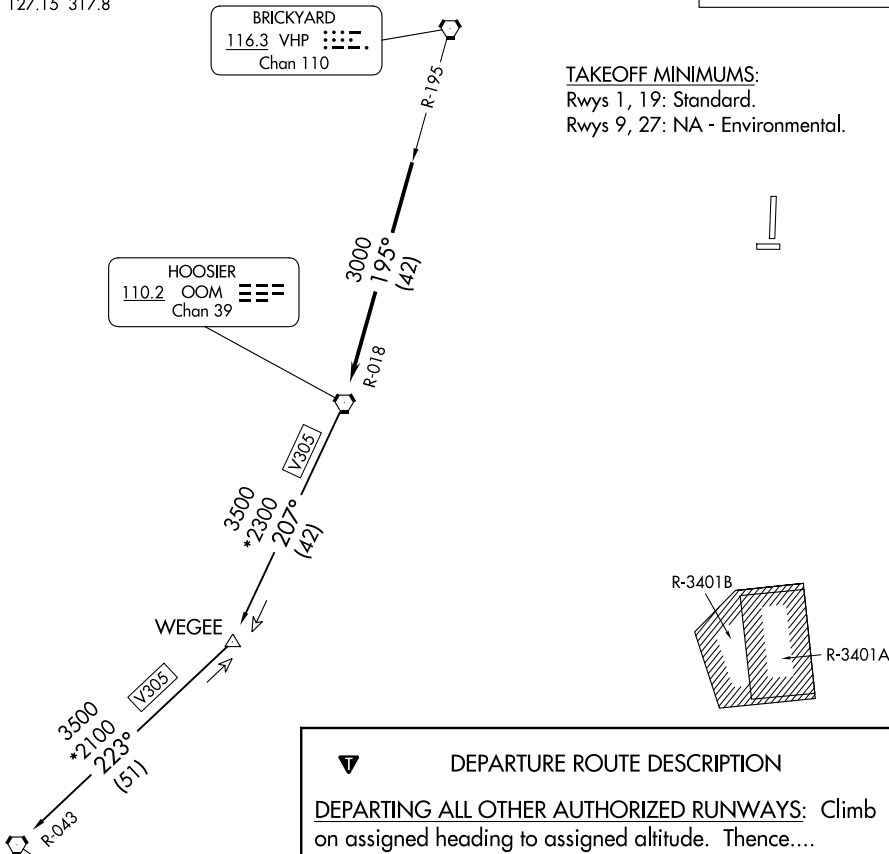 127.15 317.8
BRICKYARD
116.3 VHP
Chan 110
R-195
TAKEOFF MINIMUMS:
Rwys 1, 19: Standard.
Rwys 9, 27: NA - Environmental.
3000
195°
(42)
HOOSIER
110.2 OOM
Chan 39
R-018
V305
3500
*2300
207°
(42)
R-3401B
R-3401A
WEGEE
V305
3500
*2100
223°
(51)
R-043
T
DEPARTURE ROUTE DESCRIPTION
DEPARTING ALL OTHER AUTHORIZED RUNWAYS: Climb
on assigned heading to assigned altitude. Thence....